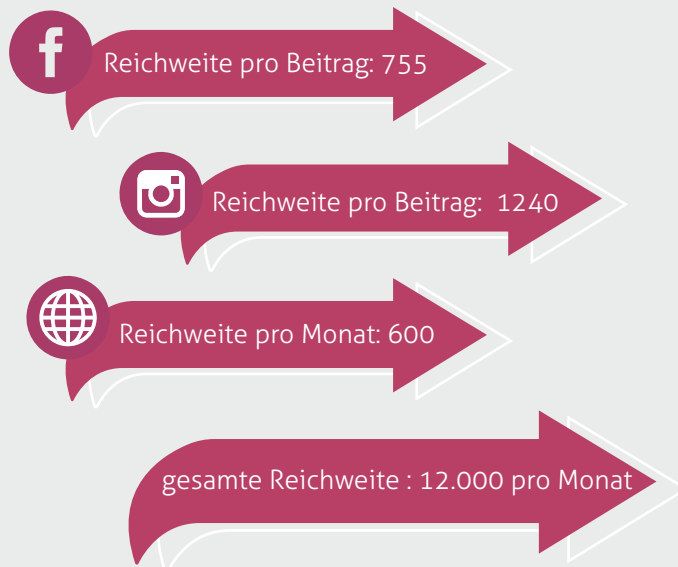 Reichweite pro Beitrag: 755
Reichweite pro Beitrag: 1240
Reichweite pro Monat: 600
gesamte Reichweite : 12.000 pro Monat